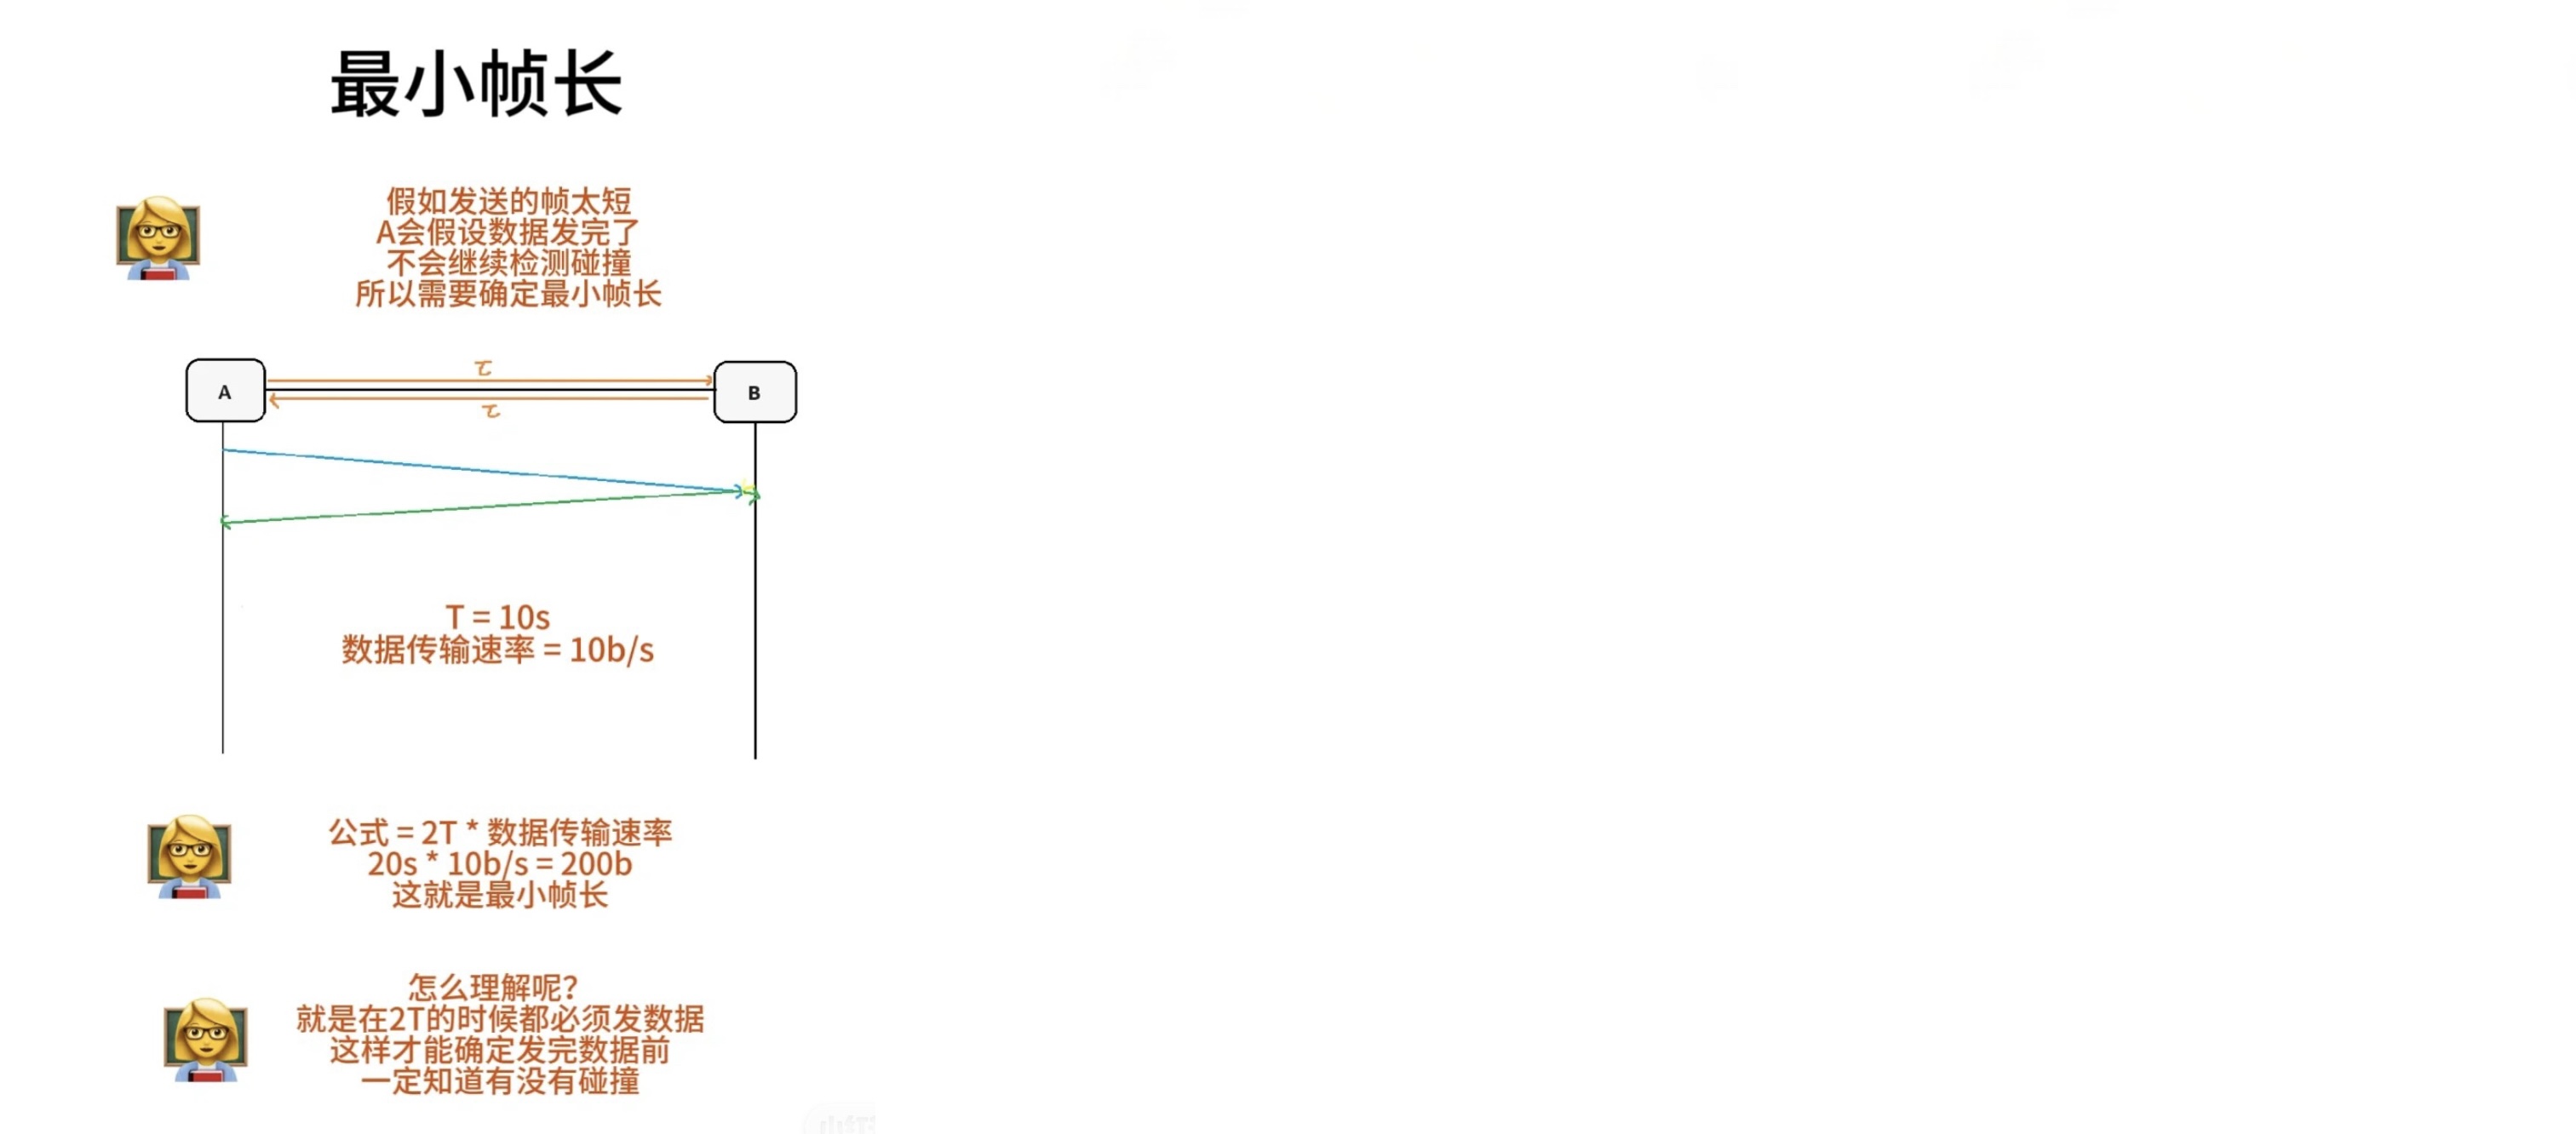 最小帧长
假如发送的帧太短
A会假设数据发完了
不会继续检测碰撞
所以需要确定最小帧长
τ
A
B
τ
T = 10s
数据传输速率 = 10b/s
公式 = 2T * 数据传输速率
20s * 10b/s = 200b
这就是最小帧长
怎么理解呢？
就是在2T的时候都必须发数据
这样才能确定发完数据前
一定知道有没有碰撞